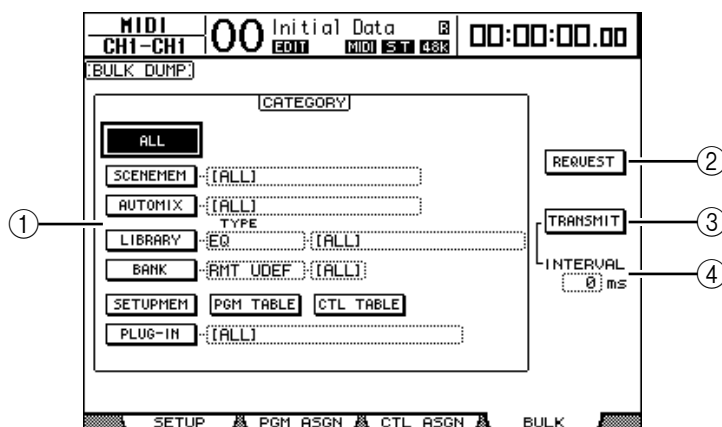 MIDI
CH1-CH1
00 Initial Data R
EDIT MIDI ST 48K
00:00:00.00
BULK DUMP
CATEGORY
ALL
SCENEMEM [ALL]
AUTOMIX [ALL]
TYPE
LIBRARY EQ [ALL]
BANK RMT UDEF [ALL]
SETUPMEM PGM TABLE CTL TABLE
PLUG-IN [ALL]
REQUEST
TRANSMIT
INTERVAL
0 ms
① ② ③ ④
SETUP PGM ASGN CTL ASGN BULK